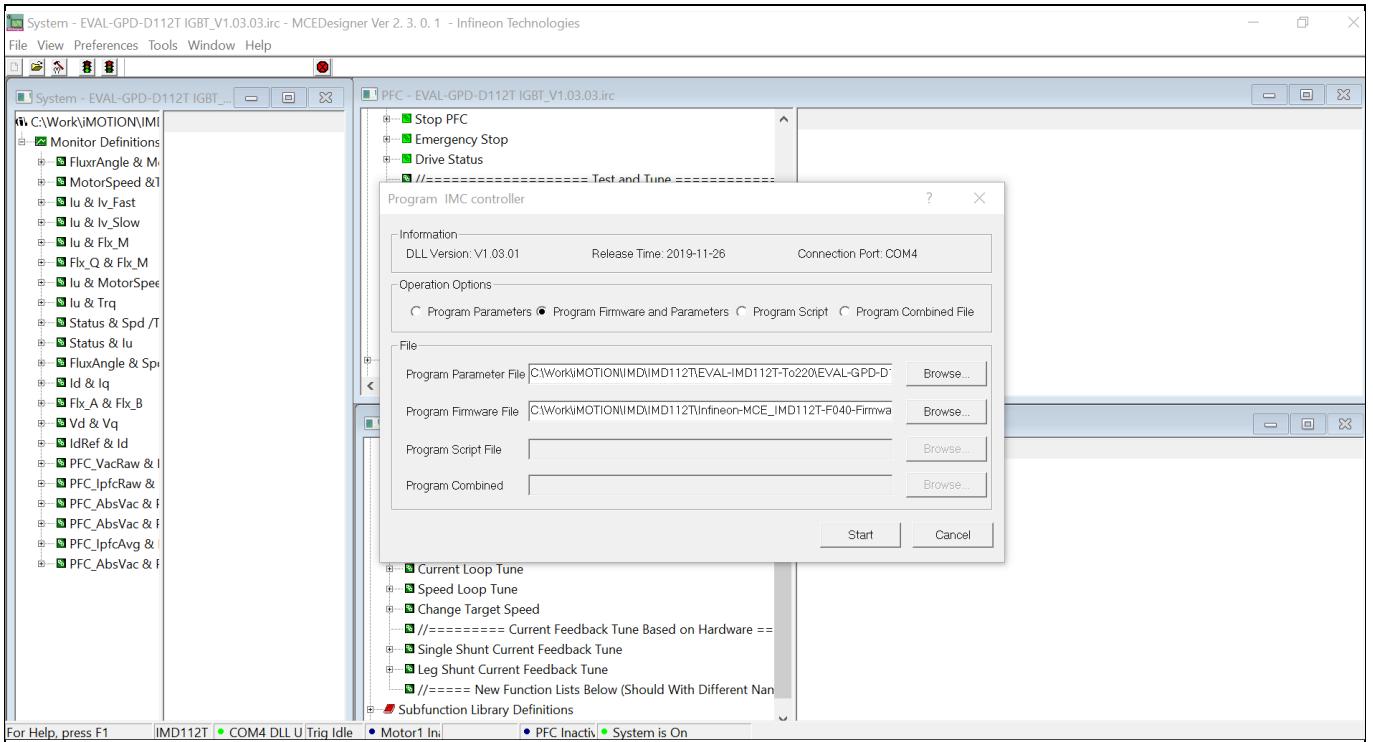 System - EVAL-GPD-D112T IGBT_V1.03.03.irc - MCEDesigner Ver 2. 3. 0. 1 - Infineon Technologies
File View Preferences Tools Window Help
System - EVAL-GPD-D112T IGBT_...
C:\Work\iMOTION\IMI
Monitor Definitions
FluxrAngle & M
MotorSpeed &T
Iu & Iv_Fast
Iu & Iv_Slow
Iu & Flx_M
Flx_Q & Flx_M
Iu & MotorSpee
Iu & Trq
Status & Spd /T
Status & Iu
FluxAngle & Spe
Id & Iq
Flx_A & Flx_B
Vd & Vq
IdRef & Id
PFC_VacRaw & I
PFC_IpfcRaw &
PFC_AbsVac & F
PFC_AbsVac & F
PFC_IpfcAvg &
PFC_AbsVac & F
PFC - EVAL-GPD-D112T IGBT_V1.03.03.irc
Stop PFC
Emergency Stop
Drive Status
//=================== Test and Tune ============
Program IMC controller
Information
DLL Version: V1.03.01 Release Time: 2019-11-26 Connection Port: COM4
Operation Options
Program Parameters Program Firmware and Parameters Program Script Program Combined File
File
Program Parameter File C:\Work\iMOTION\IMD\IMD112T\EVAL-IMD112T-To220\EVAL-GPD-D1 Browse...
Program Firmware File C:\Work\iMOTION\IMD\IMD112T\Infineon-MCE_IMD112T-F040-Firmwa Browse...
Program Script File Browse...
Program Combined Browse...
Start Cancel
Current Loop Tune
Speed Loop Tune
Change Target Speed
//========= Current Feedback Tune Based on Hardware ==
Single Shunt Current Feedback Tune
Leg Shunt Current Feedback Tune
//===== New Function Lists Below (Should With Different Nan
Subfunction Library Definitions
For Help, press F1 IMD112T COM4 DLL U Trig Idle Motor1 In PFC Inactiv System is On